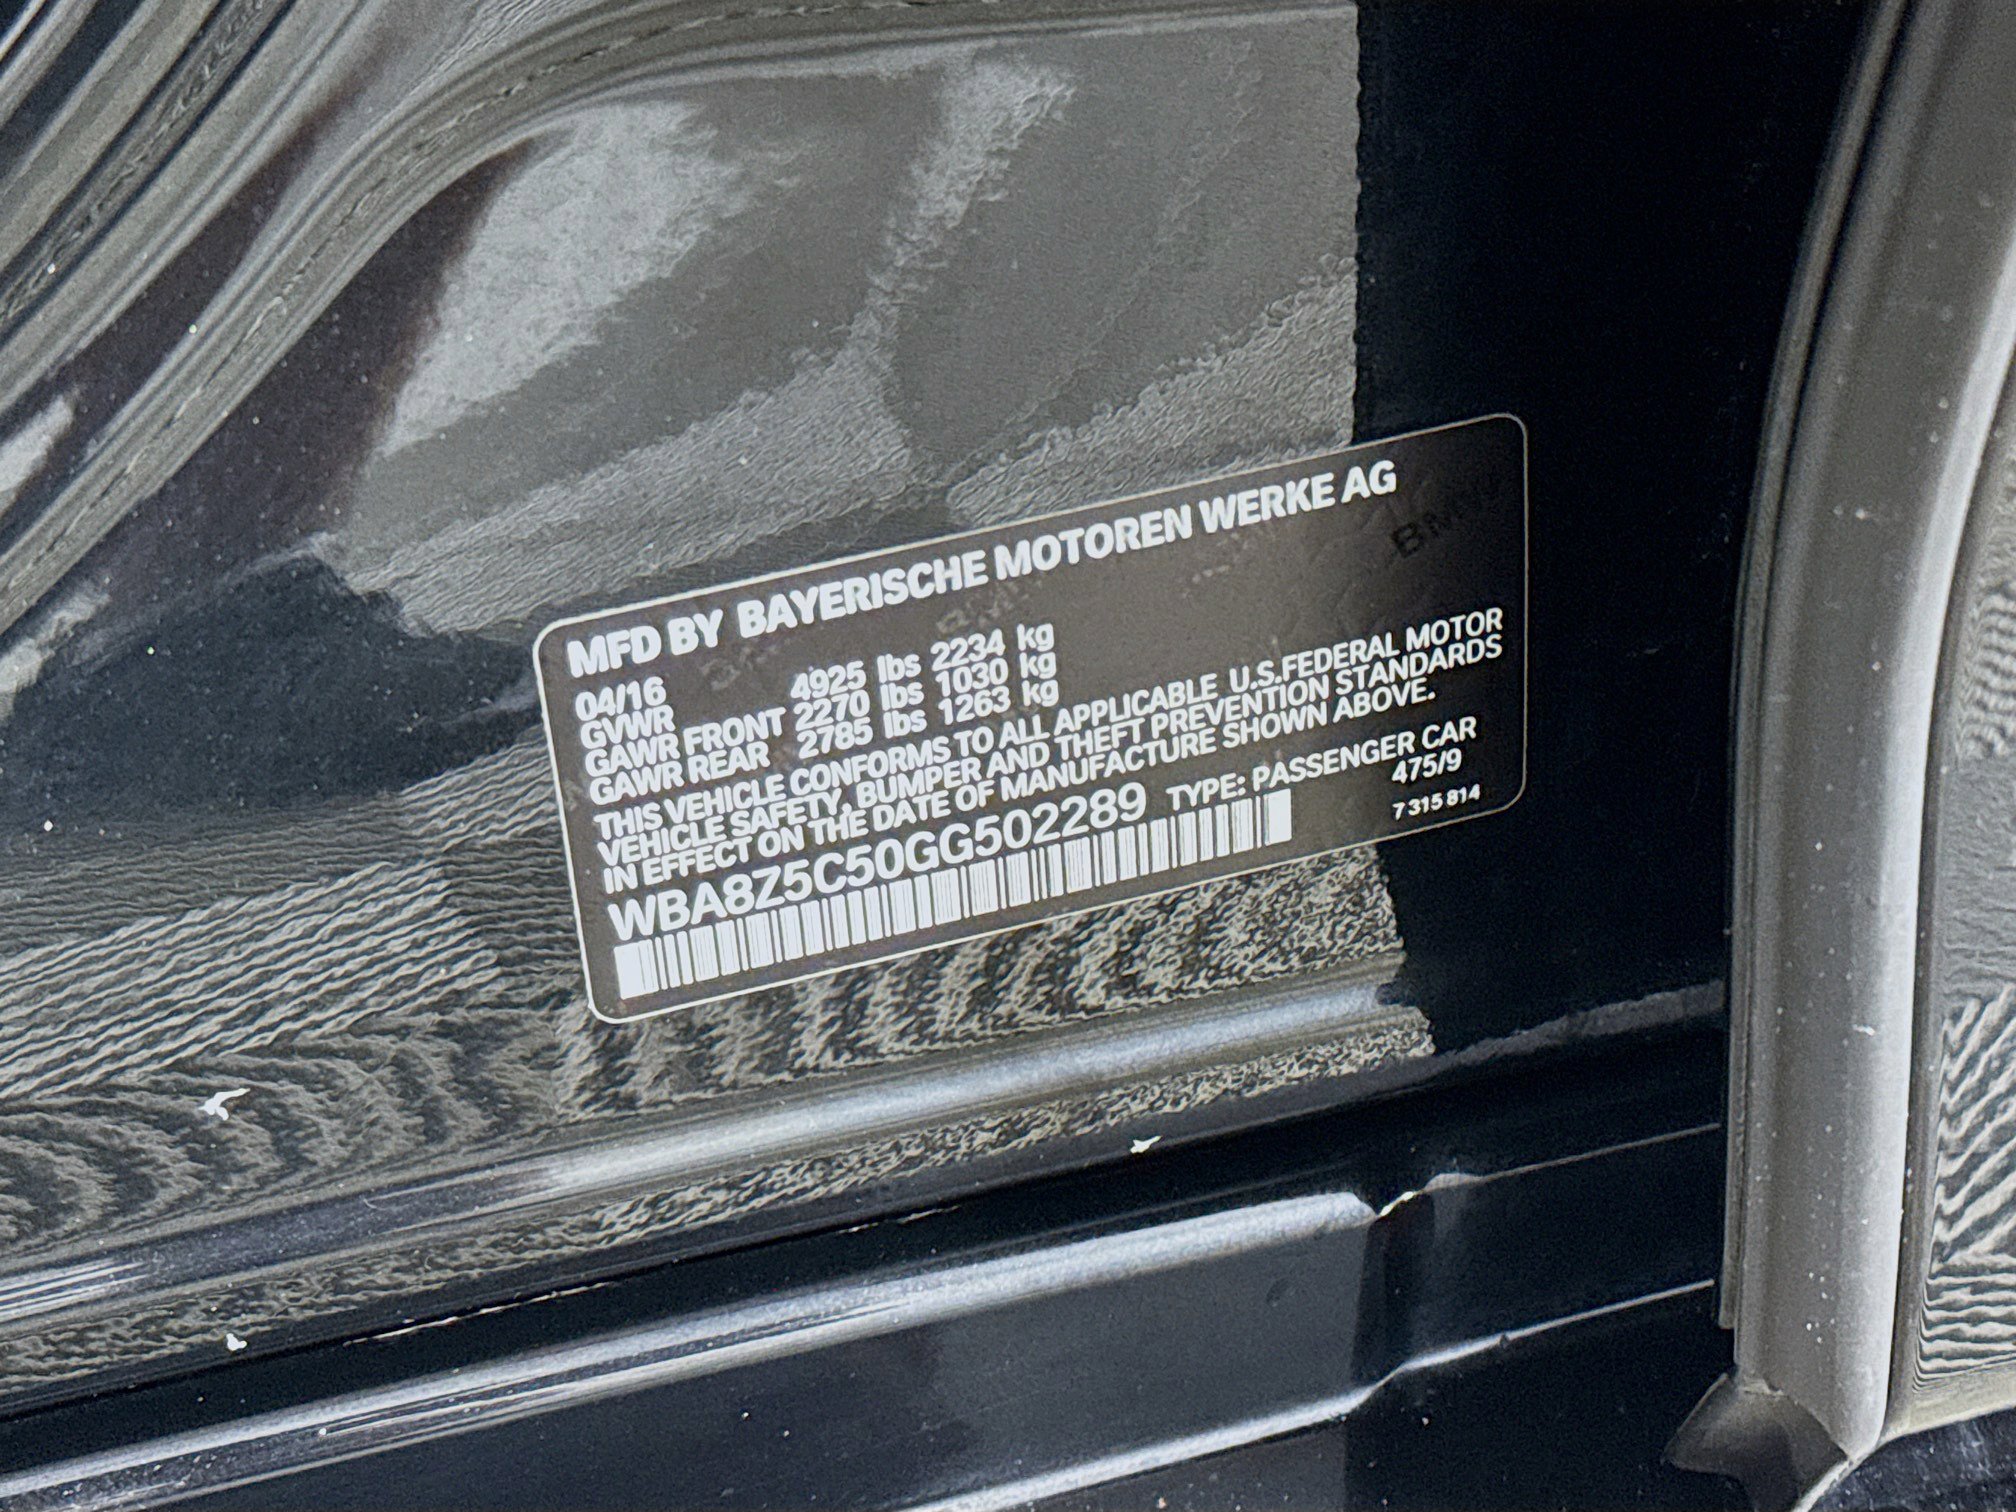 MFD BY BAYERISCHE MOTOREN WERKE AG
04/16
GVWR 4925 lbs 2234 kg
GAWR FRONT 2270 lbs 1030 kg
GAWR REAR 2785 lbs 1263 kg
THIS VEHICLE CONFORMS TO ALL APPLICABLE U.S.FEDERAL MOTOR
VEHICLE SAFETY, BUMPER AND THEFT PREVENTION STANDARDS
IN EFFECT ON THE DATE OF MANUFACTURE SHOWN ABOVE.
WBA8Z5C50GG502289 TYPE: PASSENGER CAR
475/9
7 315 814
BMW